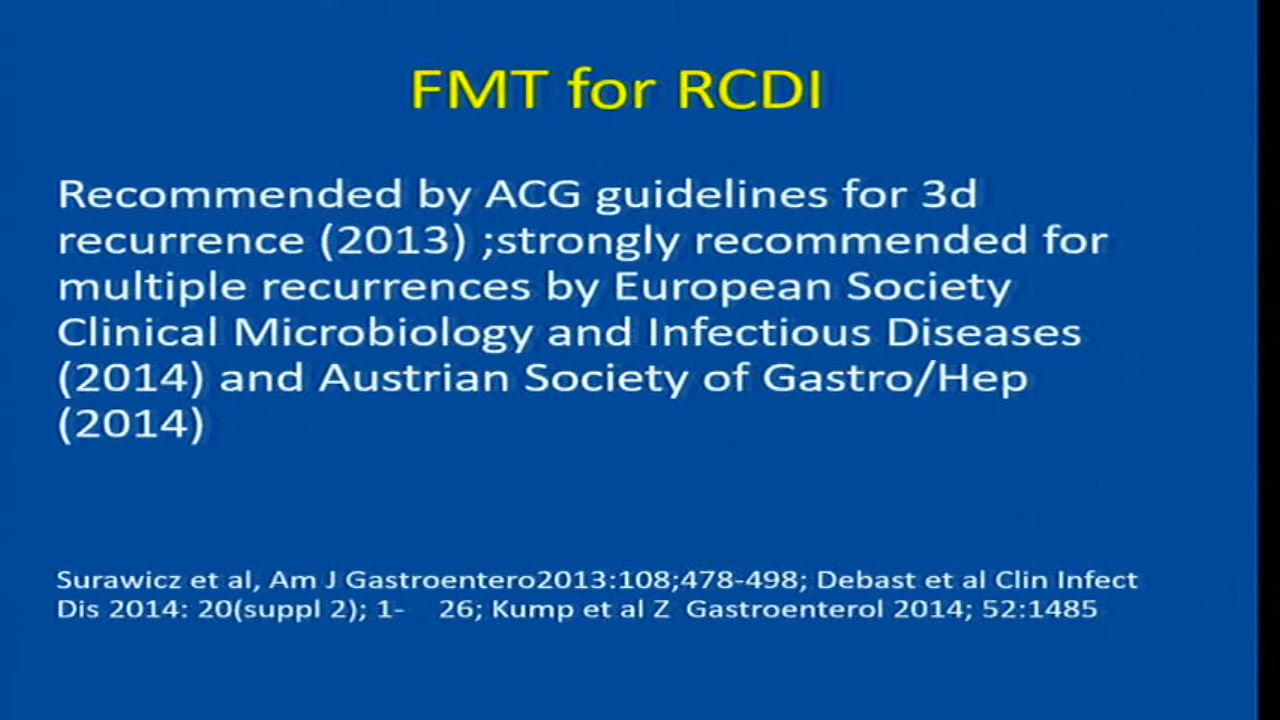 FMT for RCDI
Recommended by ACG guidelines for 3d
recurrence (2013) ;strongly recommended for
multiple recurrences by European Society
Clinical Microbiology and Infectious Diseases
(2014) and Austrian Society of Gastro/Hep
(2014)
Surawicz et al, Am J Gastroentero2013:108;478-498; Debast et al Clin Infect
Dis 2014: 20(suppl 2); 1- 26; Kump et al Z Gastroenterol 2014; 52:1485